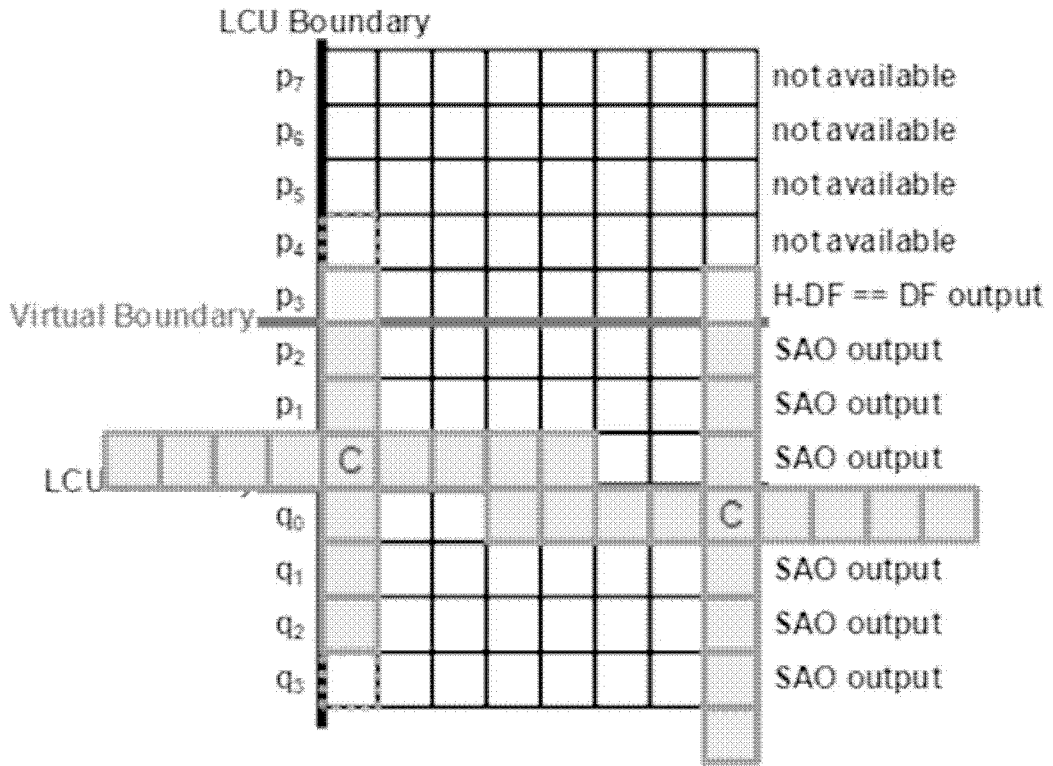 LCU Boundary
p7 not available
p6 not available
p5 not available
p4 not available
p3 H-DF == DF output
Virtual Boundary
p2 SAO output
p1 SAO output
C SAO output
LCU
q0 C
q1 SAO output
q2 SAO output
q3 SAO output